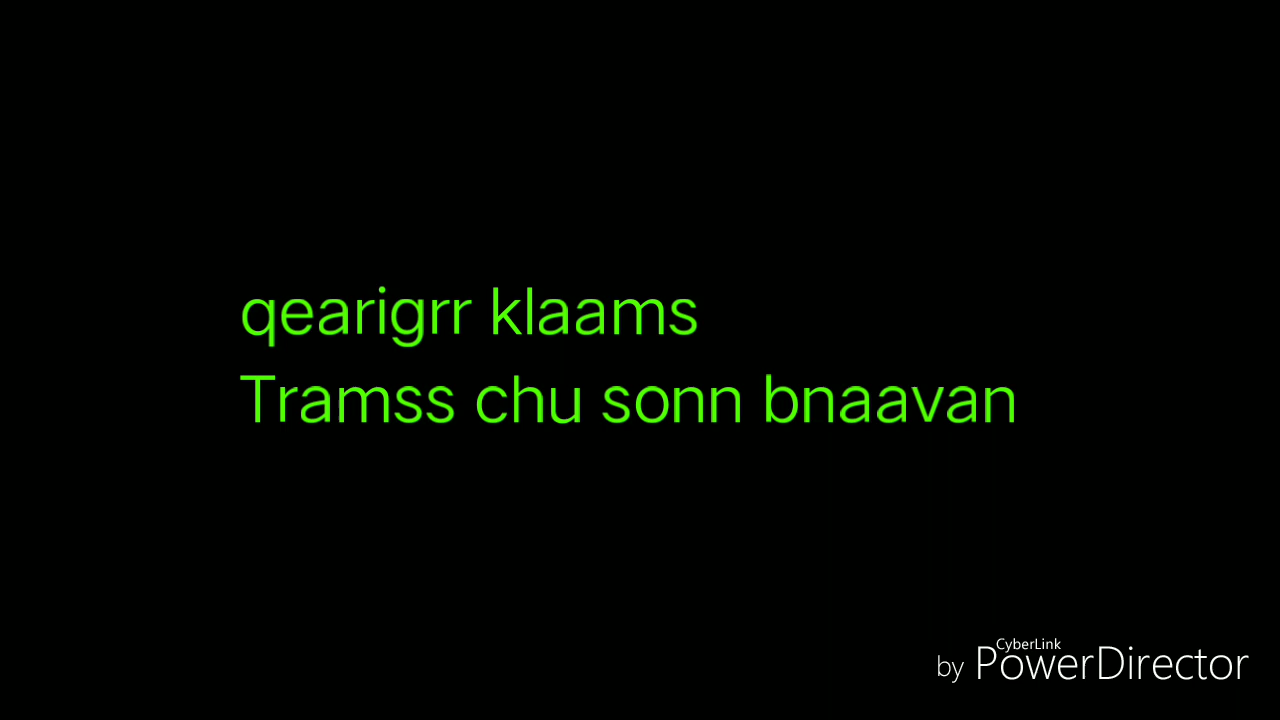 qearigrr klaams
Tramss chu sonn bnaavan
CyberLink
by PowerDirector